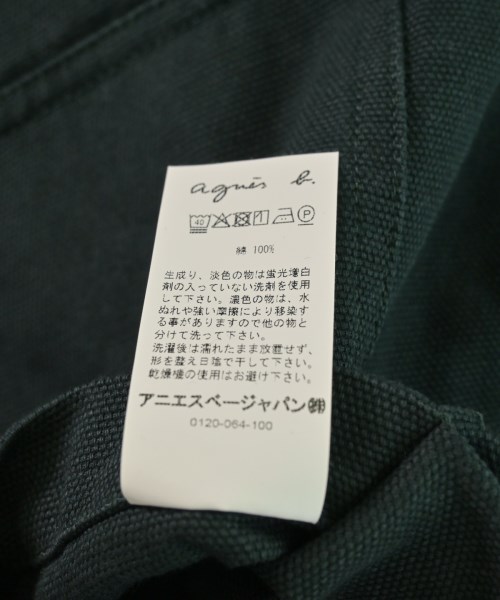 agnès b.
40 P
綿 100%
生成り、淡色の物は蛍光増白
剤の入っていない洗剤を使用
して下さい。濃色の物は、水
ぬれや強い摩擦により移染す
る事がありますので他の物と
分けて洗って下さい。
洗濯後は濡れたまま放置せず、
形を整え日陰で干して下さい。
乾燥機の使用はお避け下さい。
アニエスベージャパン㈱
0120-064-100